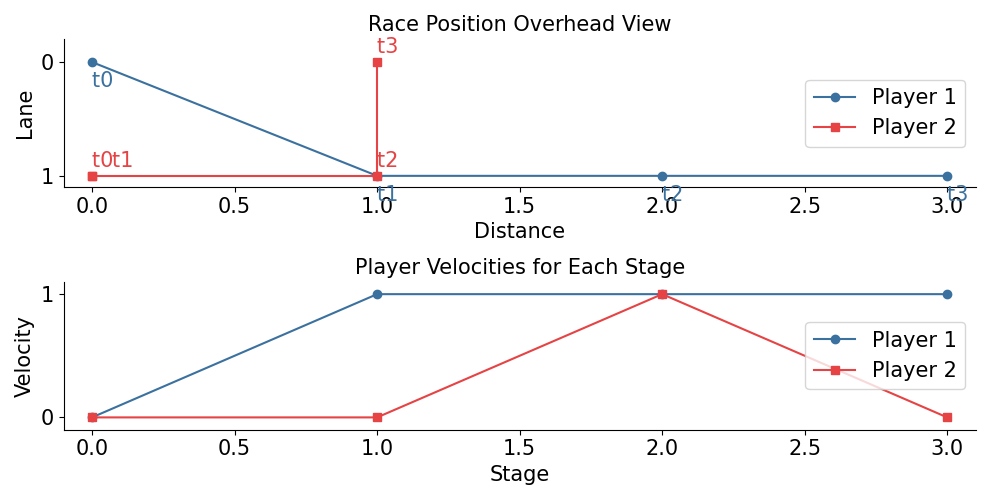 Race Position Overhead View
Lane
0
1
t0
t0t1
t3
t2
t1
t2
t3
Player 1
Player 2
0.0 0.5 1.0 1.5 2.0 2.5 3.0
Distance
Player Velocities for Each Stage
Velocity
1
0
Player 1
Player 2
0.0 0.5 1.0 1.5 2.0 2.5 3.0
Stage